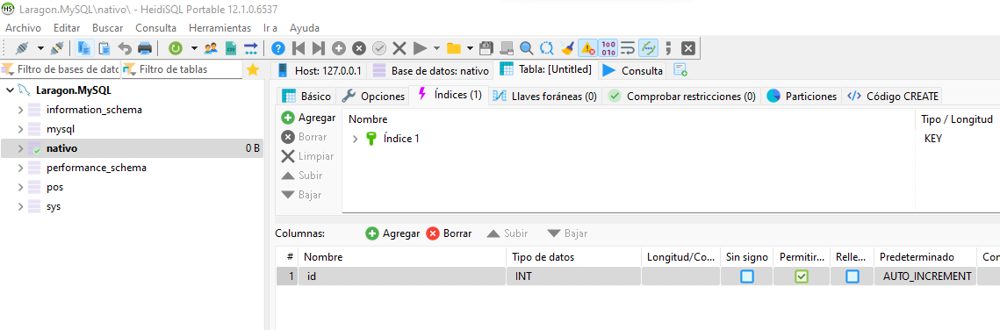 HS Laragon.MySQL\nativo\ - HeidiSQL Portable 12.1.0.6537
Archivo Editar Buscar Consulta Herramientas Ir a Ayuda
Filtro de bases de datc Filtro de tablas
Laragon.MySQL
information_schema
mysql
nativo 0 B
performance_schema
pos
sys
Host: 127.0.0.1 Base de datos: nativo Tabla: [Untitled] Consulta
Básico Opciones Índices (1) Llaves foráneas (0) Comprobar restricciones (0) Particiones Código CREATE
Agregar
Borrar
Limpiar
Subir
Bajar
Nombre Tipo / Longitud
Índice 1 KEY
Columnas: Agregar Borrar Subir Bajar
# Nombre Tipo de datos Longitud/Co... Sin signo Permitir... Relle... Predeterminado Con
1 id INT AUTO_INCREMENT